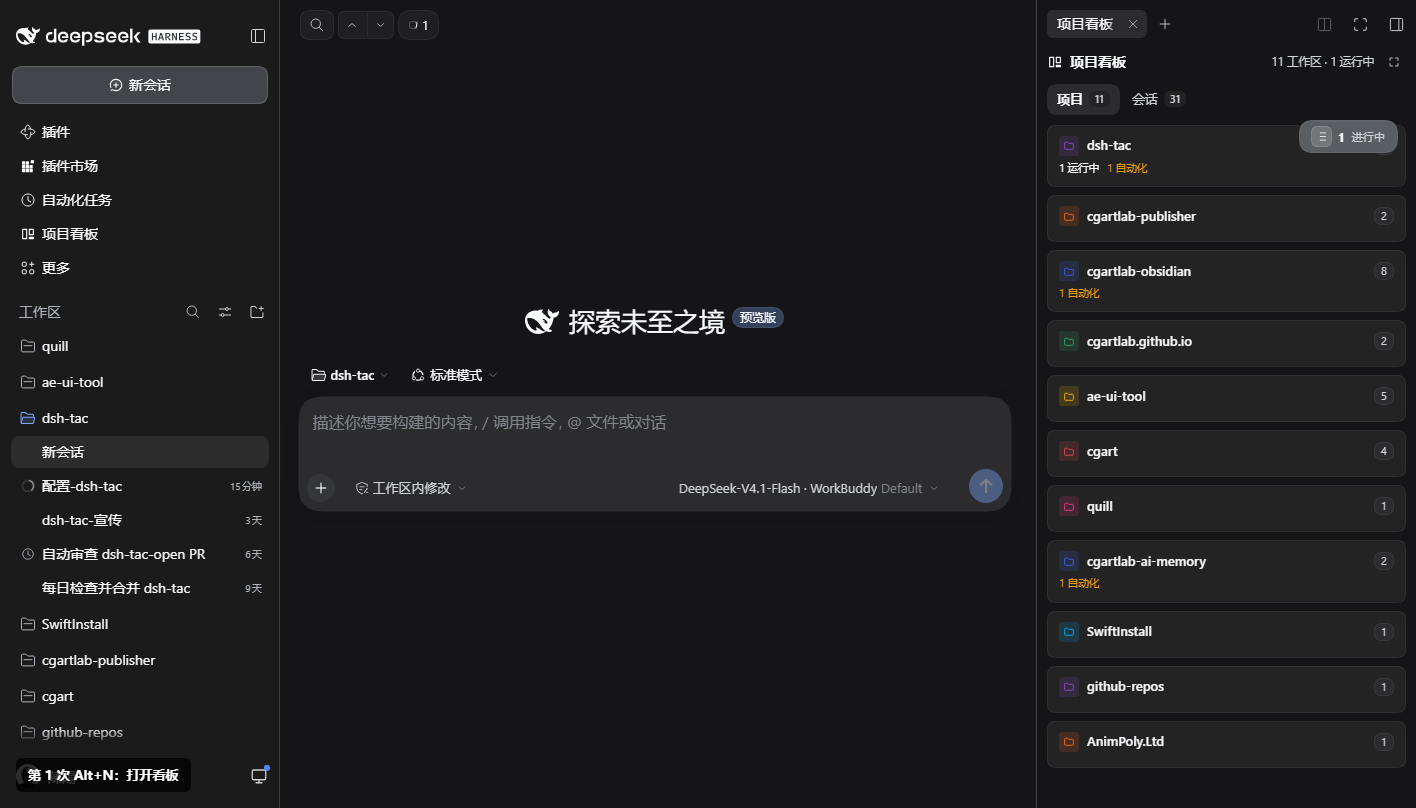 deepseek HARNESS
新会话
插件
插件市场
自动化任务
项目看板
更多
工作区
quill
ae-ui-tool
dsh-tac
新会话
配置-dsh-tac 15分钟
dsh-tac-宣传 3天
自动审查 dsh-tac-open PR 6天
每日检查并合并 dsh-tac 9天
SwiftInstall
cgartlab-publisher
cgart
github-repos
第 1 次 Alt+N：打开看板
1
探索未至之境 预览版
dsh-tac 标准模式
描述你想要构建的内容, / 调用指令, @ 文件或对话
工作区内修改 DeepSeek-V4.1-Flash · WorkBuddy Default
项目看板
项目看板 11 工作区 · 1 运行中
项目 11 会话 31
1 进行中
dsh-tac
1 运行中 1 自动化
cgartlab-publisher 2
cgartlab-obsidian 8
1 自动化
cgartlab.github.io 2
ae-ui-tool 5
cgart 4
quill 1
cgartlab-ai-memory 2
1 自动化
SwiftInstall 1
github-repos 1
AnimPoly.Ltd 1